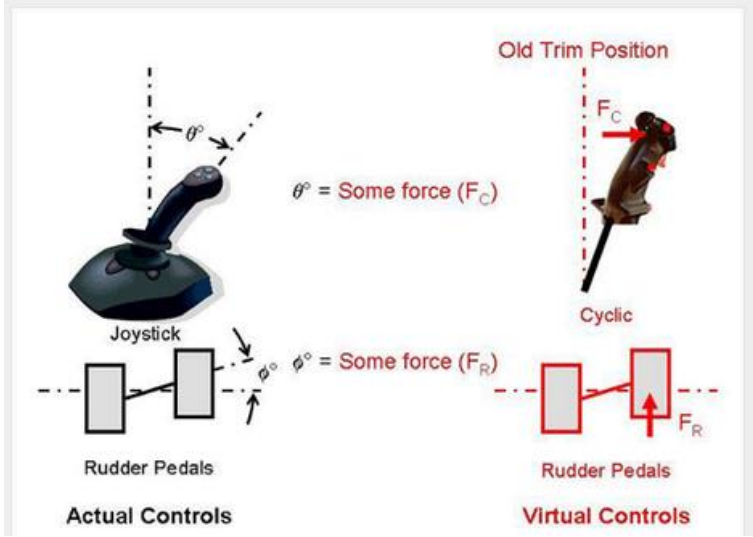 Old Trim Position
F_C
θ°
θ° = Some force (F_C)
Joystick
Cyclic
ϕ°
ϕ° = Some force (F_R)
F_R
Rudder Pedals
Rudder Pedals
Actual Controls
Virtual Controls